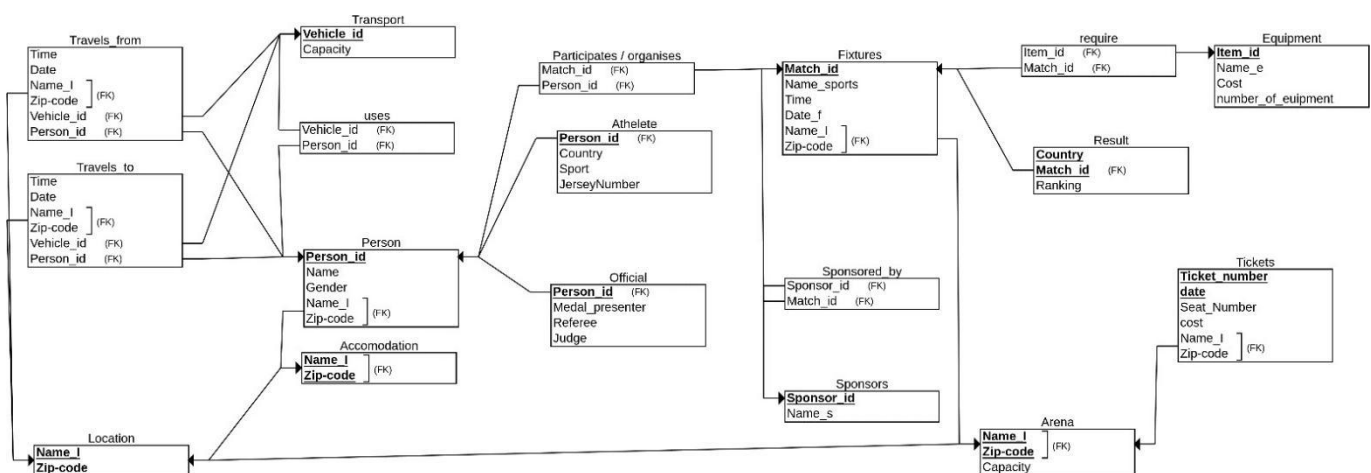 Travels_from
Time
Date
Name_l
Zip-code (FK)
Vehicle_id (FK)
Person_id (FK)
Travels_to
Time
Date
Name_l
Zip-code (FK)
Vehicle_id (FK)
Person_id (FK)
Location
Name_l
Zip-code
Transport
Vehicle_id
Capacity
uses
Vehicle_id (FK)
Person_id (FK)
Person
Person_id
Name
Gender
Name_l
Zip-code (FK)
Accomodation
Name_l
Zip-code (FK)
Participates / organises
Match_id (FK)
Person_id (FK)
Athelete
Person_id (FK)
Country
Sport
JerseyNumber
Official
Person_id (FK)
Medal_presenter
Referee
Judge
Fixtures
Match_id
Name_sports
Time
Date_f
Name_l
Zip-code (FK)
Sponsored_by
Sponsor_id (FK)
Match_id (FK)
Sponsors
Sponsor_id
Name_s
require
Item_id (FK)
Match_id (FK)
Equipment
Item_id
Name_e
Cost
number_of_euipment
Result
Country
Match_id (FK)
Ranking
Tickets
Ticket_number
date
Seat_Number
cost
Name_l
Zip-code (FK)
Arena
Name_l
Zip-code (FK)
Capacity